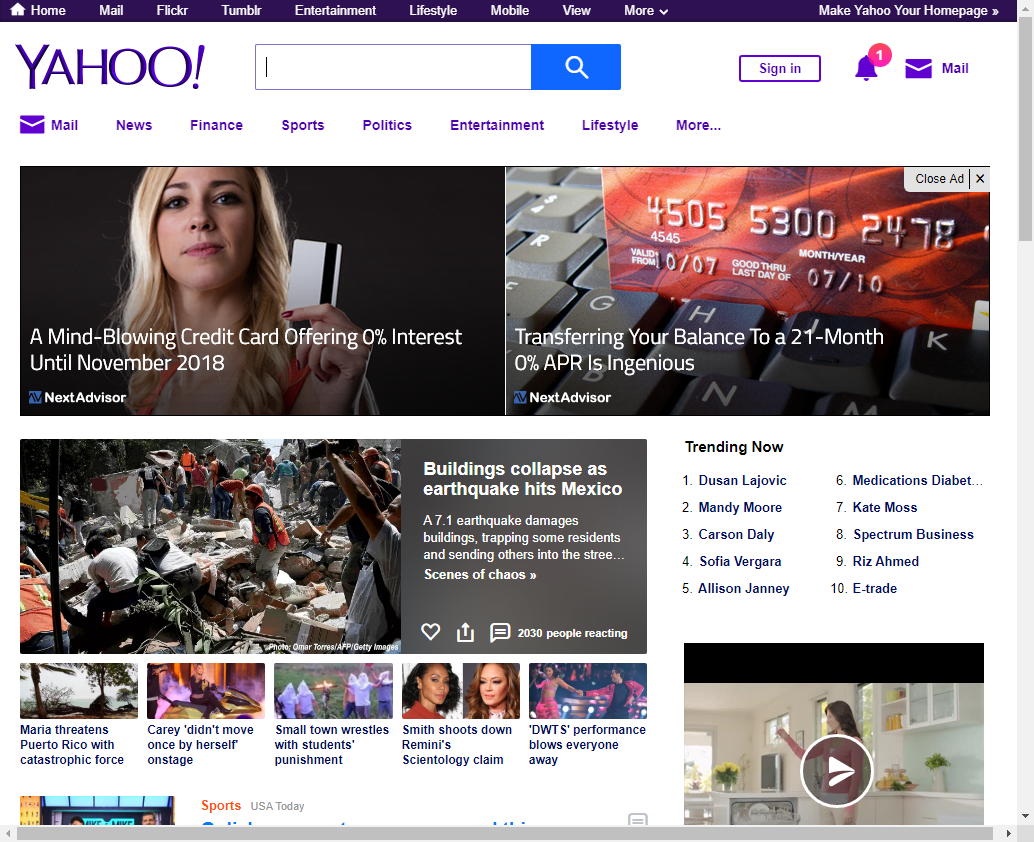 Home Mail Flickr Tumblr Entertainment Lifestyle Mobile View More Make Yahoo Your Homepage »
YAHOO!
Sign in
1
Mail
Mail News Finance Sports Politics Entertainment Lifestyle More...
Close Ad X
4505 5300 2478
4545
VALID FROM 10/07 GOOD THRU LAST DAY OF MONTH/YEAR 07/10
A Mind-Blowing Credit Card Offering 0% Interest
Until November 2018
NextAdvisor
Transferring Your Balance To a 21-Month
0% APR Is Ingenious
NextAdvisor
Buildings collapse as
earthquake hits Mexico
A 7.1 earthquake damages
buildings, trapping some residents
and sending others into the stree...
Scenes of chaos »
2030 people reacting
Photo: Omar Torres/AFP/Getty Images
Maria threatens
Puerto Rico with
catastrophic force
Carey 'didn't move
once by herself'
onstage
Small town wrestles
with students'
punishment
Smith shoots down
Remini's
Scientology claim
'DWTS' performance
blows everyone
away
Sports USA Today
Trending Now
1. Dusan Lajovic
2. Mandy Moore
3. Carson Daly
4. Sofia Vergara
5. Allison Janney
6. Medications Diabet...
7. Kate Moss
8. Spectrum Business
9. Riz Ahmed
10. E-trade